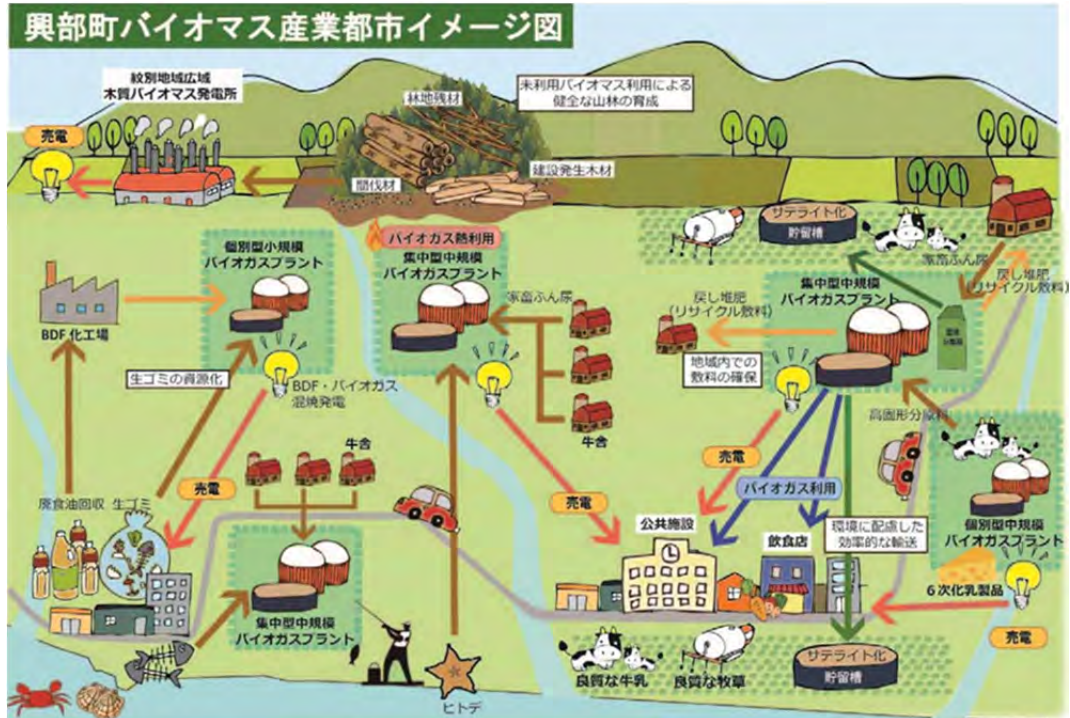 興部町バイオマス産業都市イメージ図
紋別地域広域
木質バイオマス発電所
売電
林地残材
未利用バイオマス利用による
健全な山林の育成
間伐材
建設発生木材
個別型小規模
バイオガスプラント
BDF化工場
生ゴミの資源化
BDF・バイオガス
混焼発電
バイオガス熱利用
集中型中規模
バイオガスプラント
家畜ふん尿
牛舎
サテライト化
貯留槽
家畜ふん尿
戻し堆肥
(リサイクル敷料)
集中型中規模
バイオガスプラント
戻し堆肥
(リサイクル敷料)
地域内での
敷料の確保
高固形分原料
売電
バイオガス利用
牛舎
廃食油回収
生ゴミ
売電
売電
公共施設
飲食店
環境に配慮した
効率的な輸送
個別型中規模
バイオガスプラント
6次化乳製品
売電
集中型中規模
バイオガスプラント
ヒトデ
良質な牛乳
良質な牧草
サテライト化
貯留槽